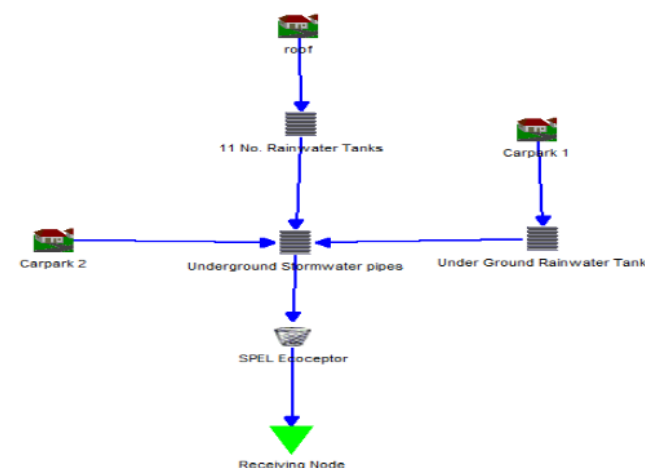 roof
11 No. Rainwater Tanks
Carpark 1
Carpark 2
Underground Stormwater pipes
Under Ground Rainwater Tank
SPEL Ecoceptor
Receiving Node